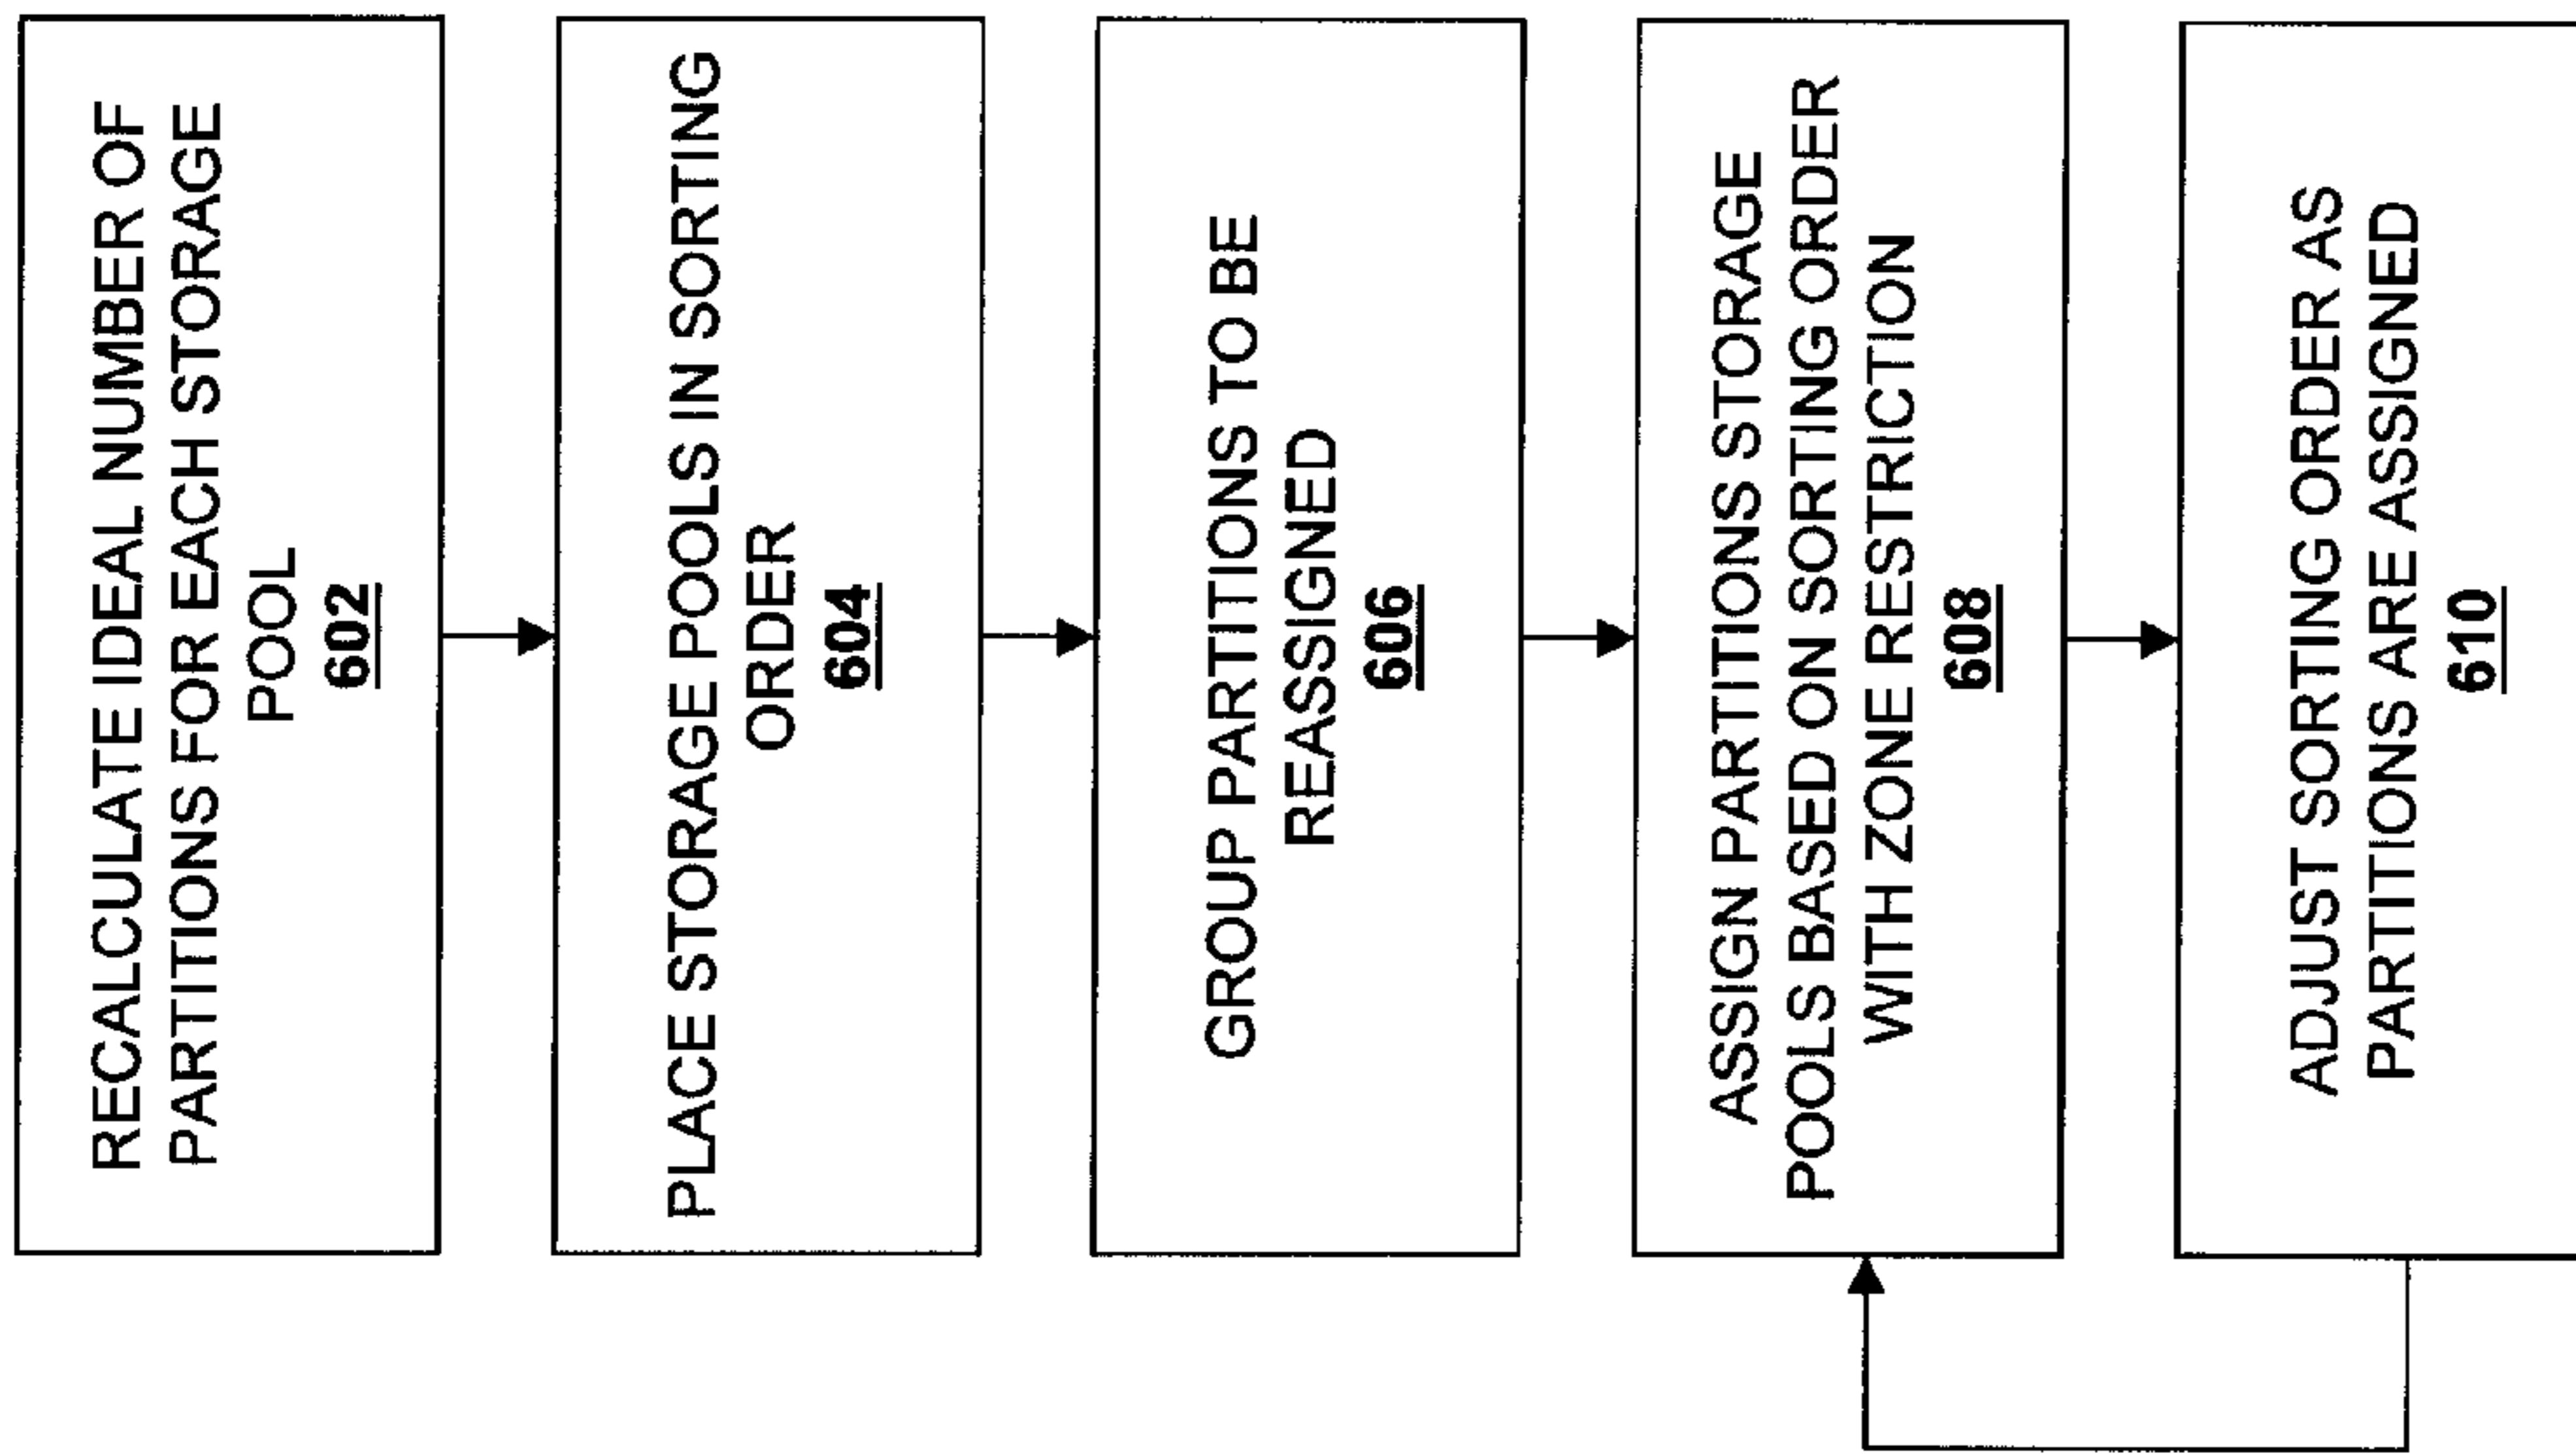 RECALCULATE IDEAL NUMBER OF
PARTITIONS FOR EACH STORAGE
POOL
602
PLACE STORAGE POOLS IN SORTING
ORDER
604
GROUP PARTITIONS TO BE
REASSIGNED
606
ASSIGN PARTITIONS STORAGE
POOLS BASED ON SORTING ORDER
WITH ZONE RESTRICTION
608
ADJUST SORTING ORDER AS
PARTITIONS ARE ASSIGNED
610